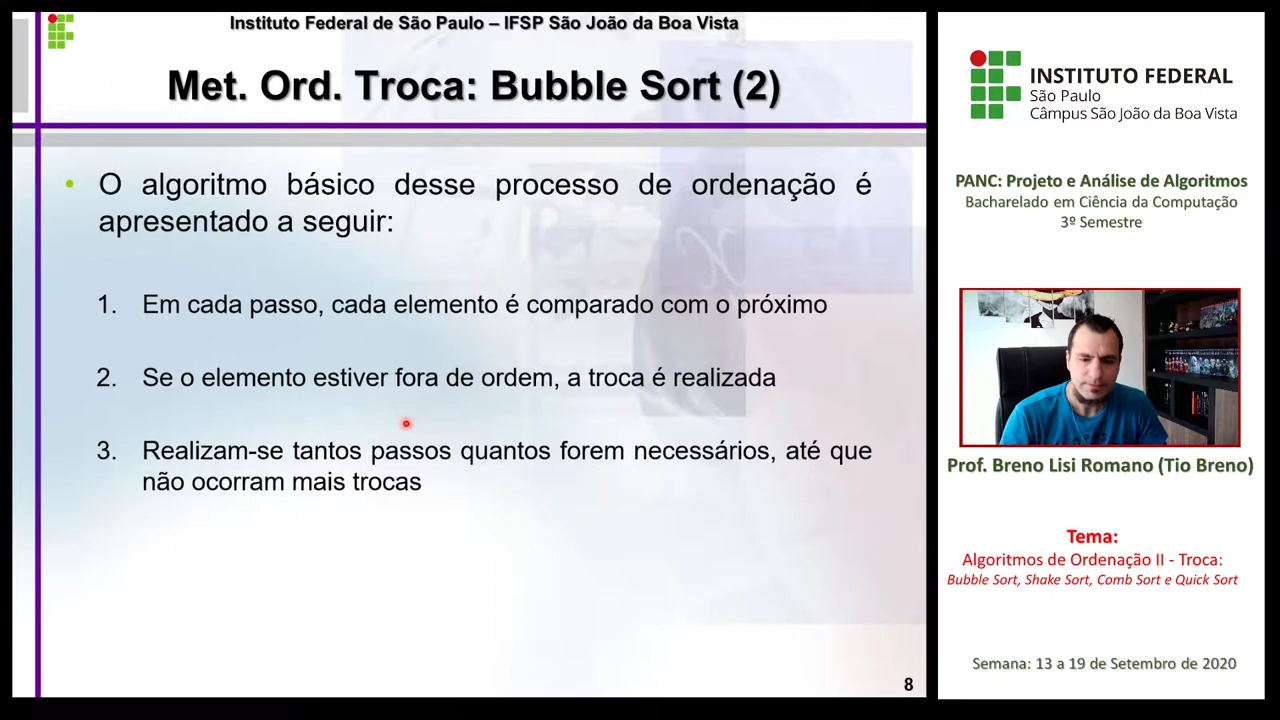 Instituto Federal de São Paulo – IFSP São João da Boa Vista
Met. Ord. Troca: Bubble Sort (2)
• O algoritmo básico desse processo de ordenação é
apresentado a seguir:
1. Em cada passo, cada elemento é comparado com o próximo
2. Se o elemento estiver fora de ordem, a troca é realizada
3. Realizam-se tantos passos quantos forem necessários, até que
não ocorram mais trocas
8
INSTITUTO FEDERAL
São Paulo
Câmpus São João da Boa Vista
PANC: Projeto e Análise de Algoritmos
Bacharelado em Ciência da Computação
3º Semestre
Prof. Breno Lisi Romano (Tio Breno)
Tema:
Algoritmos de Ordenação II - Troca:
Bubble Sort, Shake Sort, Comb Sort e Quick Sort
Semana: 13 a 19 de Setembro de 2020